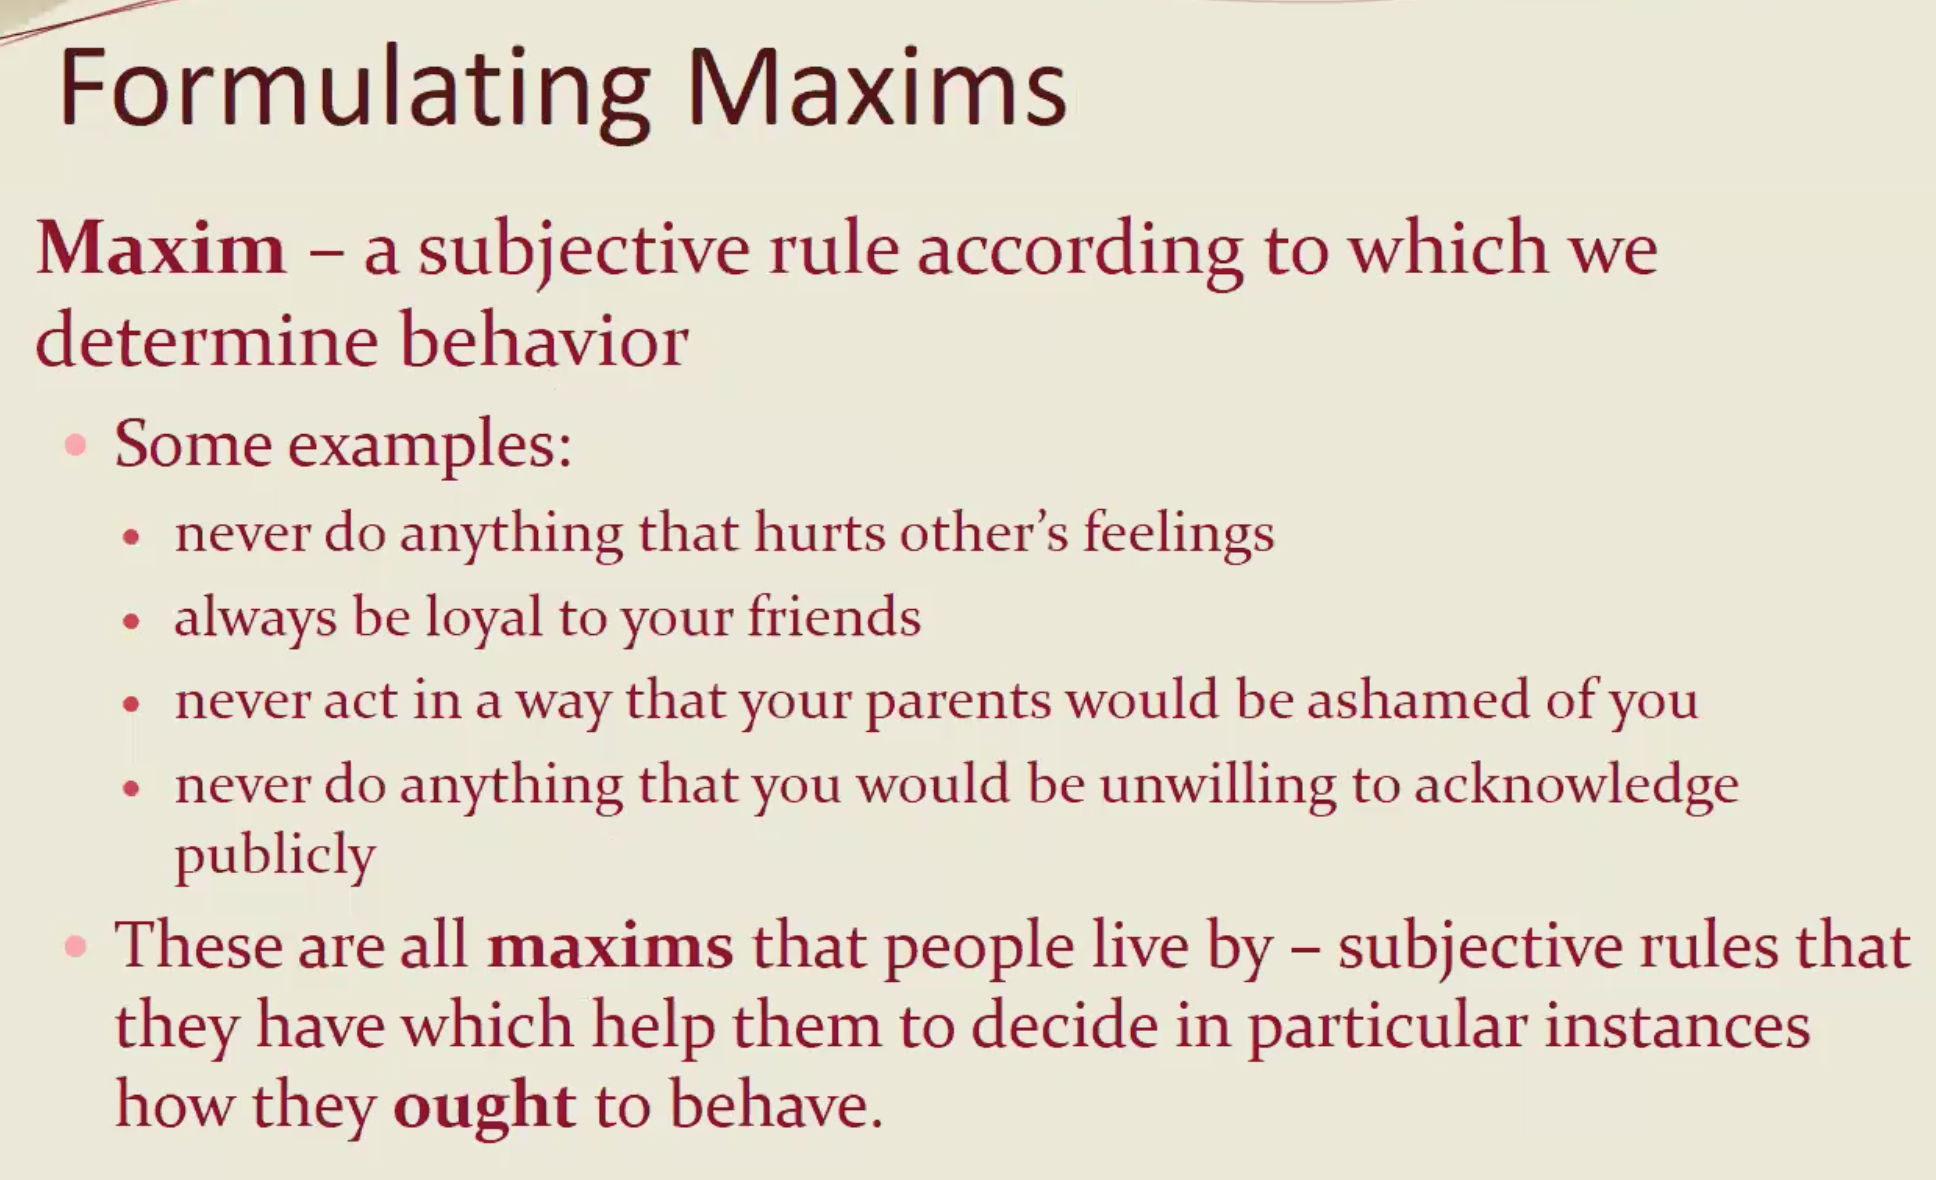 Formulating Maxims
Maxim – a subjective rule according to which we
determine behavior
• Some examples:
• never do anything that hurts other’s feelings
• always be loyal to your friends
• never act in a way that your parents would be ashamed of you
• never do anything that you would be unwilling to acknowledge
publicly
• These are all maxims that people live by – subjective rules that
they have which help them to decide in particular instances
how they ought to behave.